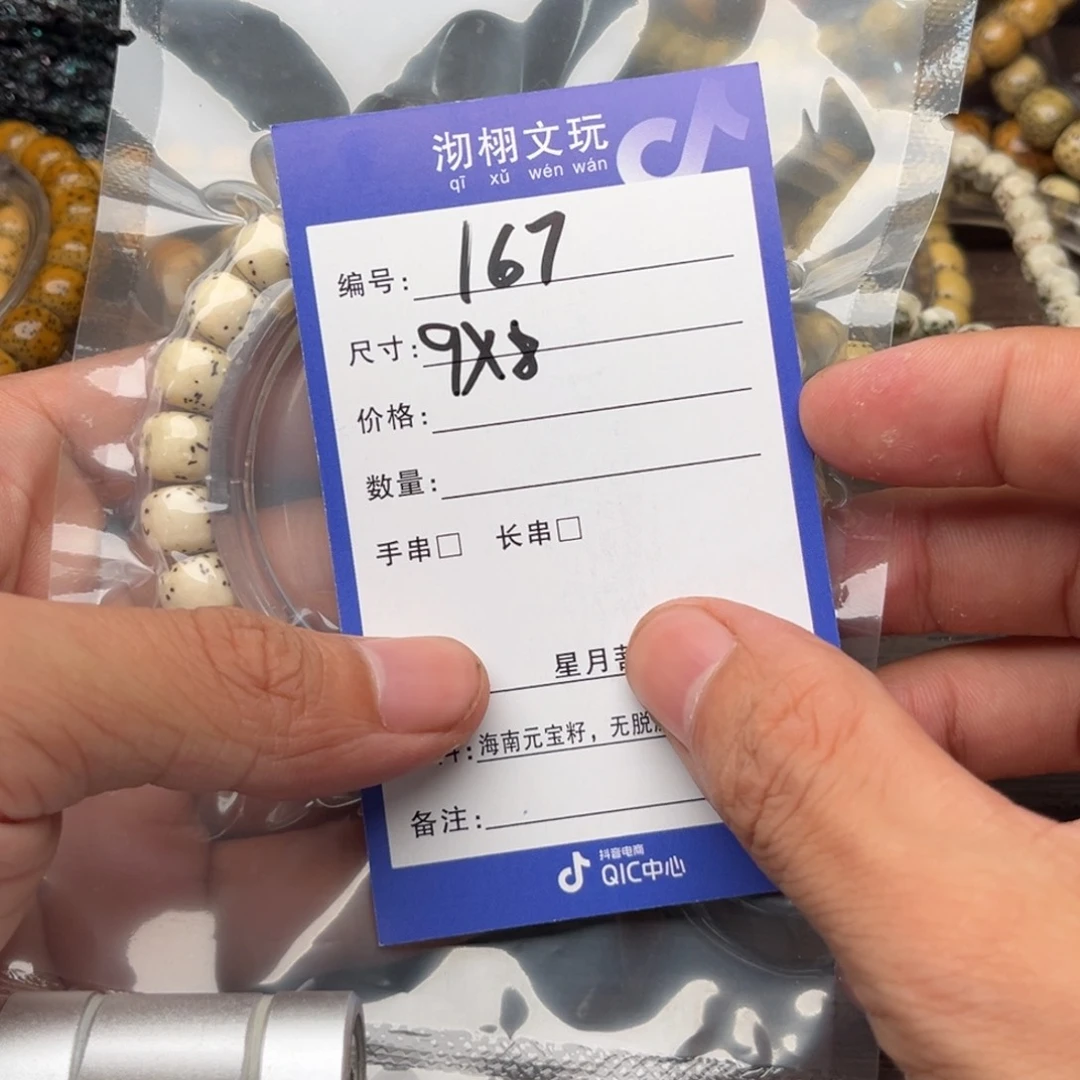 沏栩文玩
qī xǔ wén wán
编号: 167
尺寸: 9X8
价格:
数量:
手串□ 长串□
星月
海南元宝籽，无脱
备注:
抖音电商
QIC中心